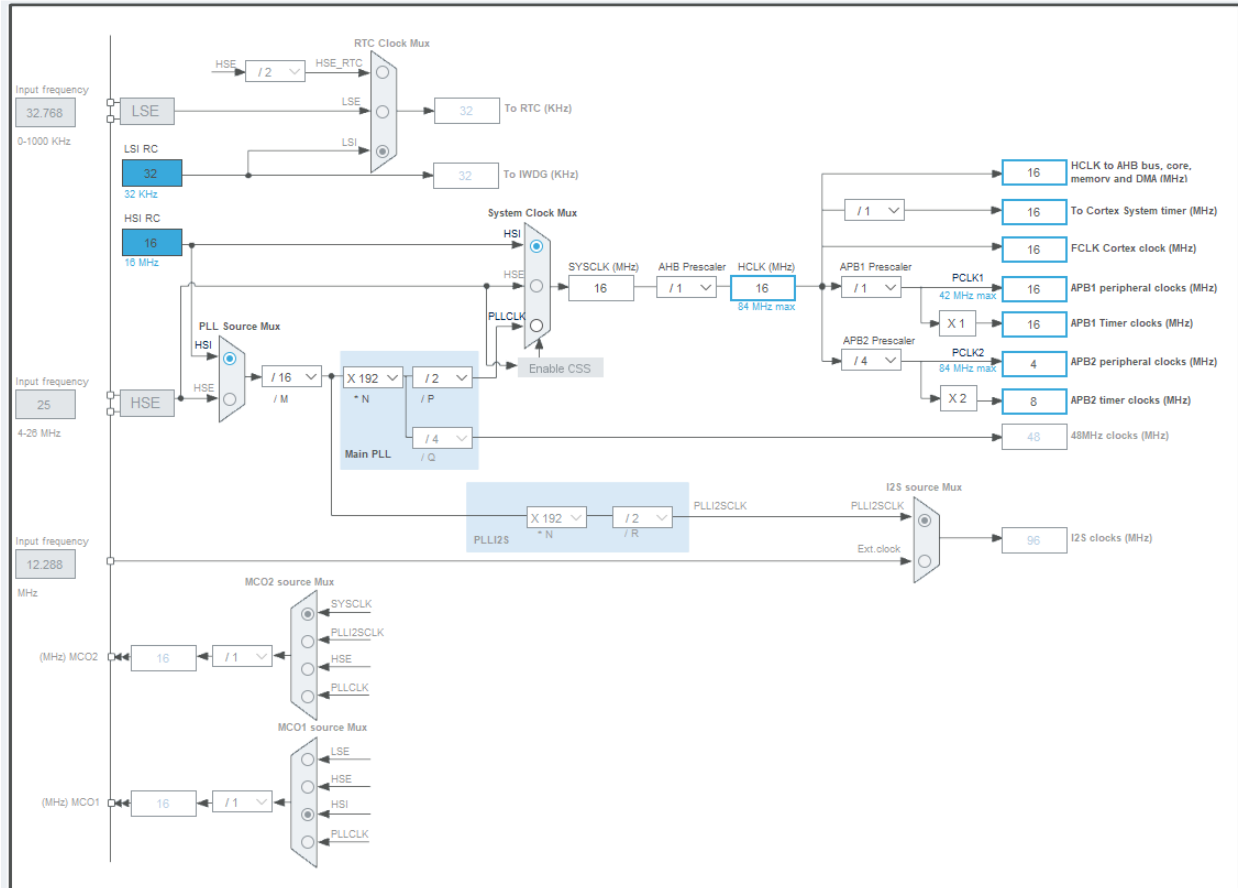 RTC Clock Mux
HSE
/ 2
HSE_RTC
Input frequency
32.768
0-1000 KHz
LSE
LSE
32
To RTC (KHz)
LSI RC
32
32 KHz
LSI
32
To IWDG (KHz)
HSI RC
16
16 MHz
System Clock Mux
HSI
HSE
PLLCLK
SYSCLK (MHz)
16
AHB Prescaler
/ 1
HCLK (MHz)
16
84 MHz max
16
HCLK to AHB bus, core,
memory and DMA (MHz)
/ 1
16
To Cortex System timer (MHz)
16
FCLK Cortex clock (MHz)
APB1 Prescaler
/ 1
PCLK1
42 MHz max
16
APB1 peripheral clocks (MHz)
X 1
16
APB1 Timer clocks (MHz)
APB2 Prescaler
/ 4
PCLK2
84 MHz max
4
APB2 peripheral clocks (MHz)
X 2
8
APB2 timer clocks (MHz)
PLL Source Mux
HSI
HSE
Input frequency
25
4-26 MHz
HSE
/ 16
/ M
X 192
* N
/ 2
/ P
Enable CSS
/ 4
/ Q
Main PLL
48
48MHz clocks (MHz)
X 192
* N
/ 2
/ R
PLLI2S
PLLI2SCLK
I2S source Mux
PLLI2SCLK
Ext.clock
96
I2S clocks (MHz)
Input frequency
12.288
MHz
MCO2 source Mux
SYSCLK
PLLI2SCLK
HSE
PLLCLK
(MHz) MCO2
16
/ 1
MCO1 source Mux
LSE
HSE
HSI
PLLCLK
(MHz) MCO1
16
/ 1